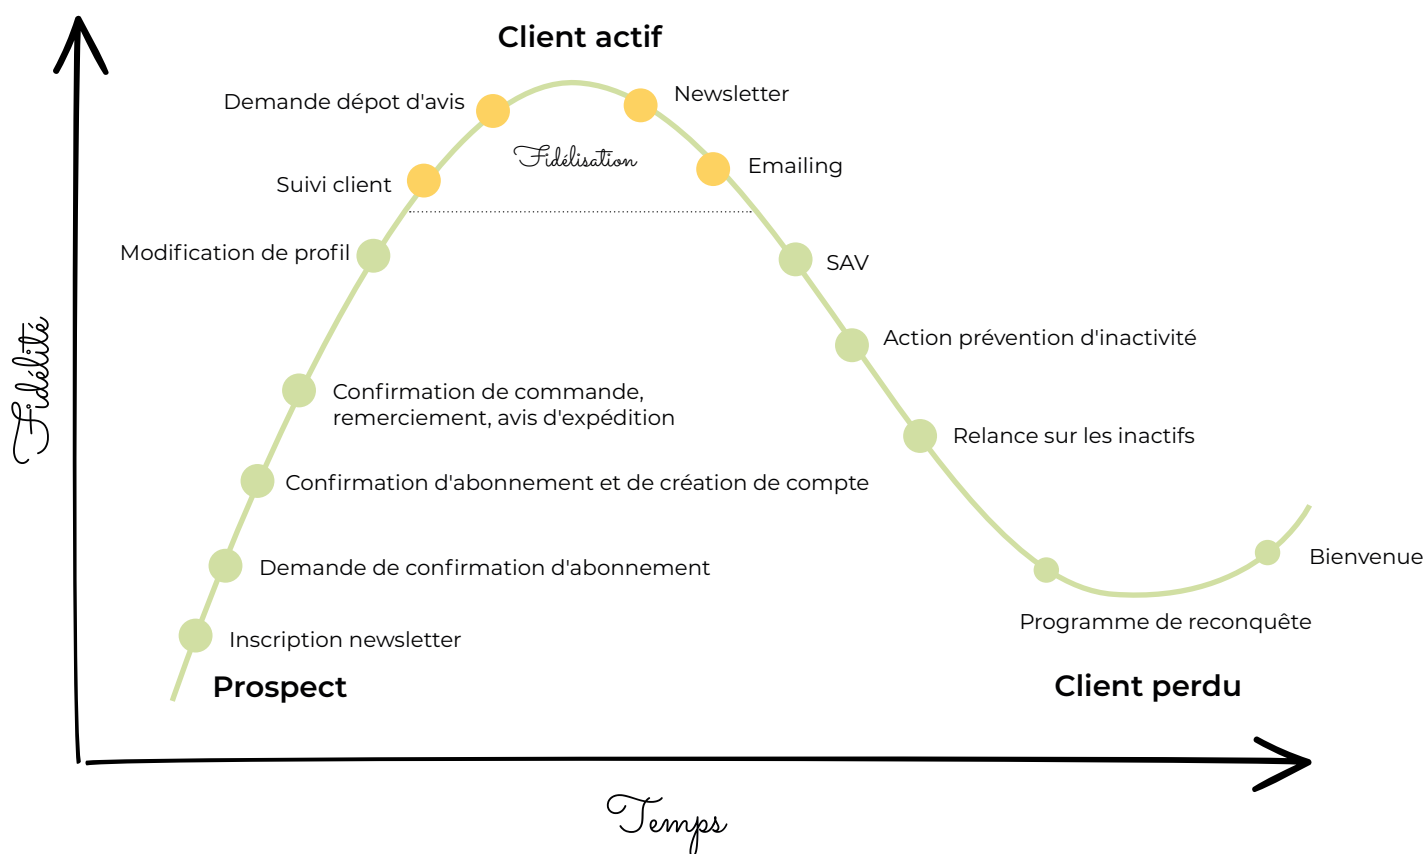 Client actif
Demande dépot d'avis
Newsletter
Fidélisation
Suivi client
Emailing
Modification de profil
SAV
Fidélité
Action prévention d'inactivité
Confirmation de commande,
remerciement, avis d'expédition
Relance sur les inactifs
Confirmation d'abonnement et de création de compte
Demande de confirmation d'abonnement
Bienvenue
Programme de reconquête
Inscription newsletter
Prospect
Client perdu
Temps